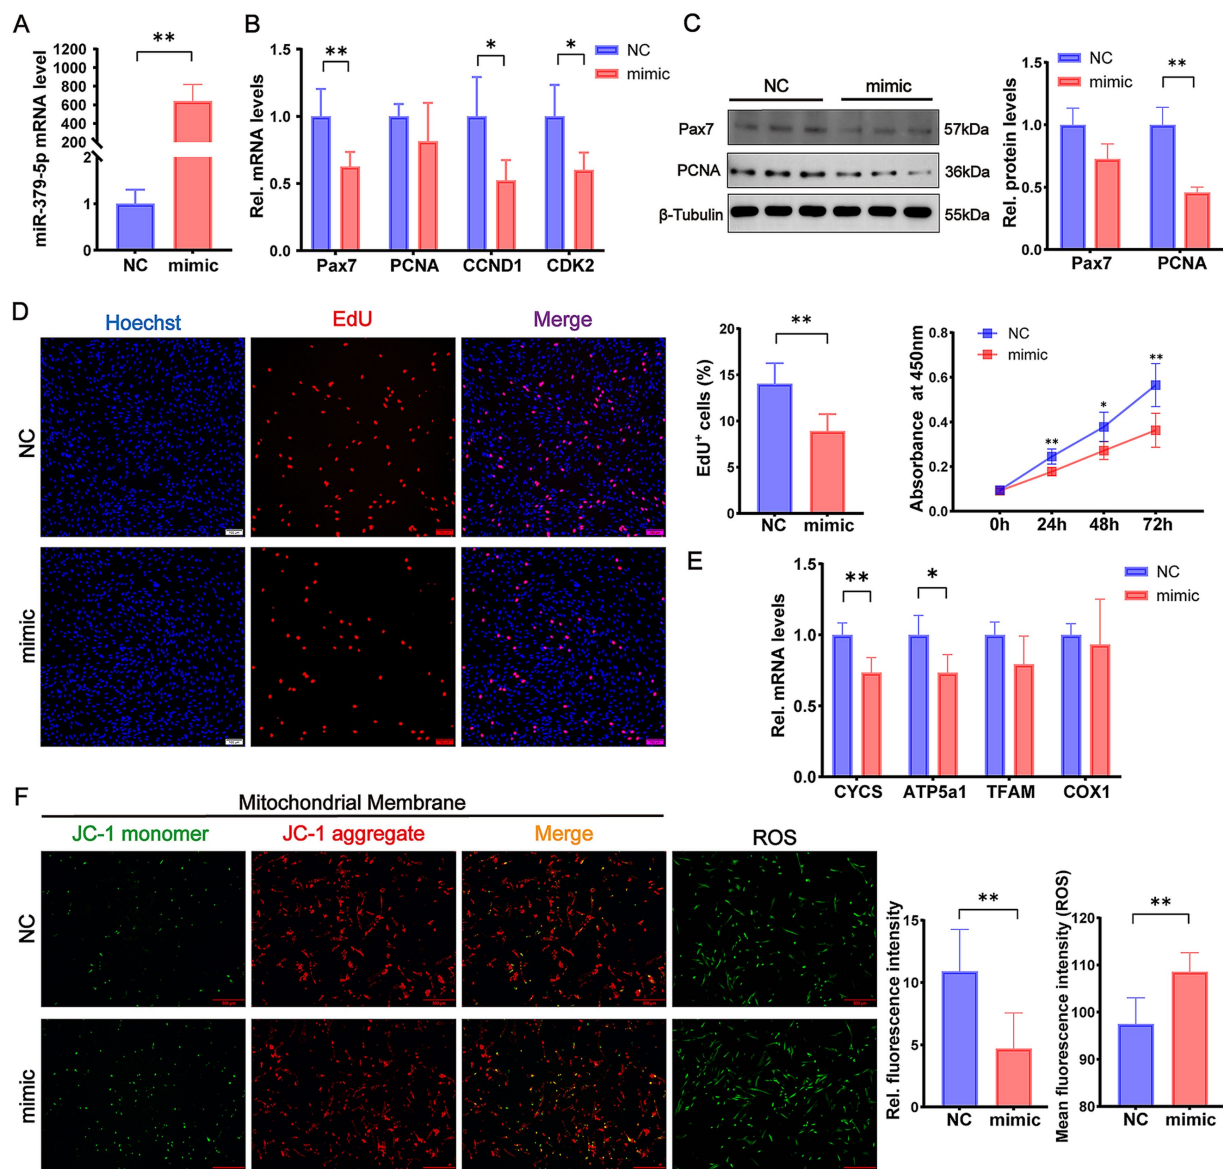 A
miR-379-5p mRNA level
1200
1000
800
600
400
200
2
1
0
**
NC
mimic
B
Rel. mRNA levels
1.5
1.0
0.5
0.0
**
*
*
NC
mimic
Pax7
PCNA
CCND1
CDK2
C
NC
mimic
Pax7
57kDa
PCNA
36kDa
β-Tubulin
55kDa
Rel. protein levels
1.5
1.0
0.5
0.0
NC
mimic
**
Pax7
PCNA
D
Hoechst
EdU
Merge
NC
mimic
EdU+ cells (%)
20
15
10
5
0
**
NC
mimic
Absorbance at 450nm
0.8
0.6
0.4
0.2
0.0
NC
mimic
**
*
**
0h
24h
48h
72h
E
Rel. mRNA levels
1.5
1.0
0.5
0.0
**
*
NC
mimic
CYCS
ATP5a1
TFAM
COX1
F
Mitochondrial Membrane
JC-1 monomer
JC-1 aggregate
Merge
ROS
NC
mimic
Rel. fluorescence intensity
15
10
5
0
**
NC
mimic
Mean fluorescence intensity (ROS)
120
110
100
90
80
**
NC
mimic